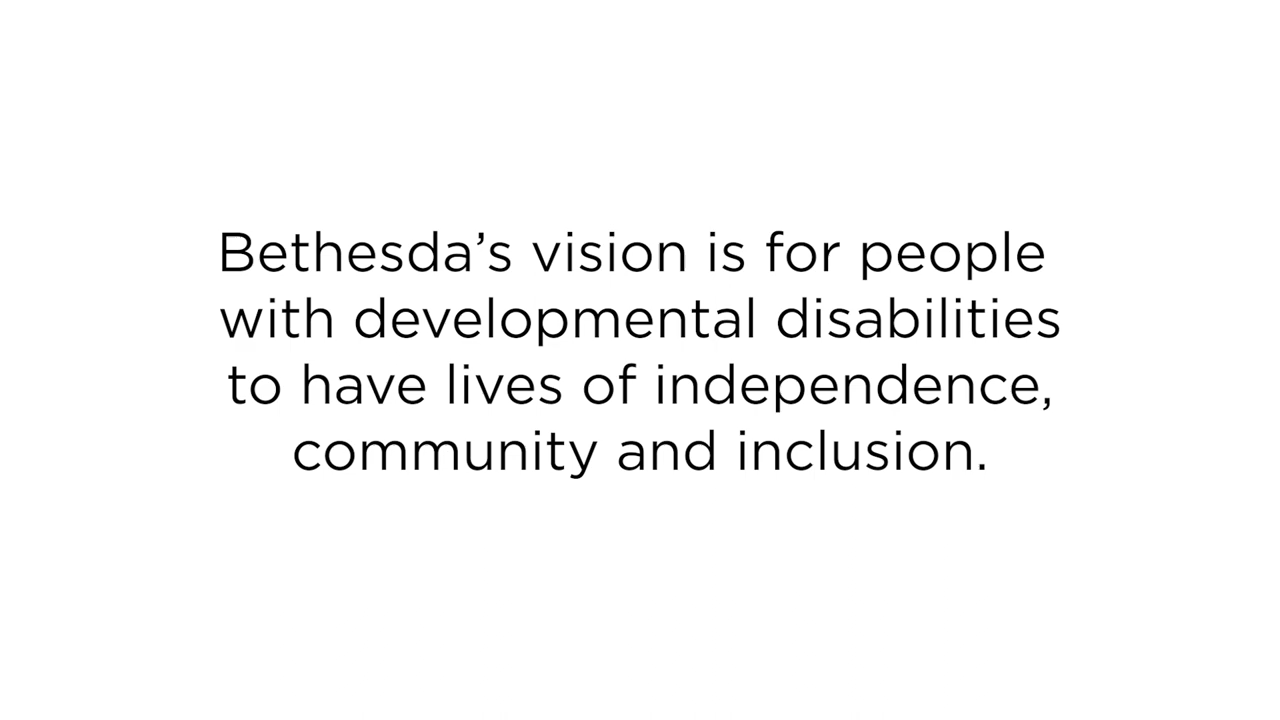 Bethesda’s vision is for people
with developmental disabilities
to have lives of independence,
community and inclusion.